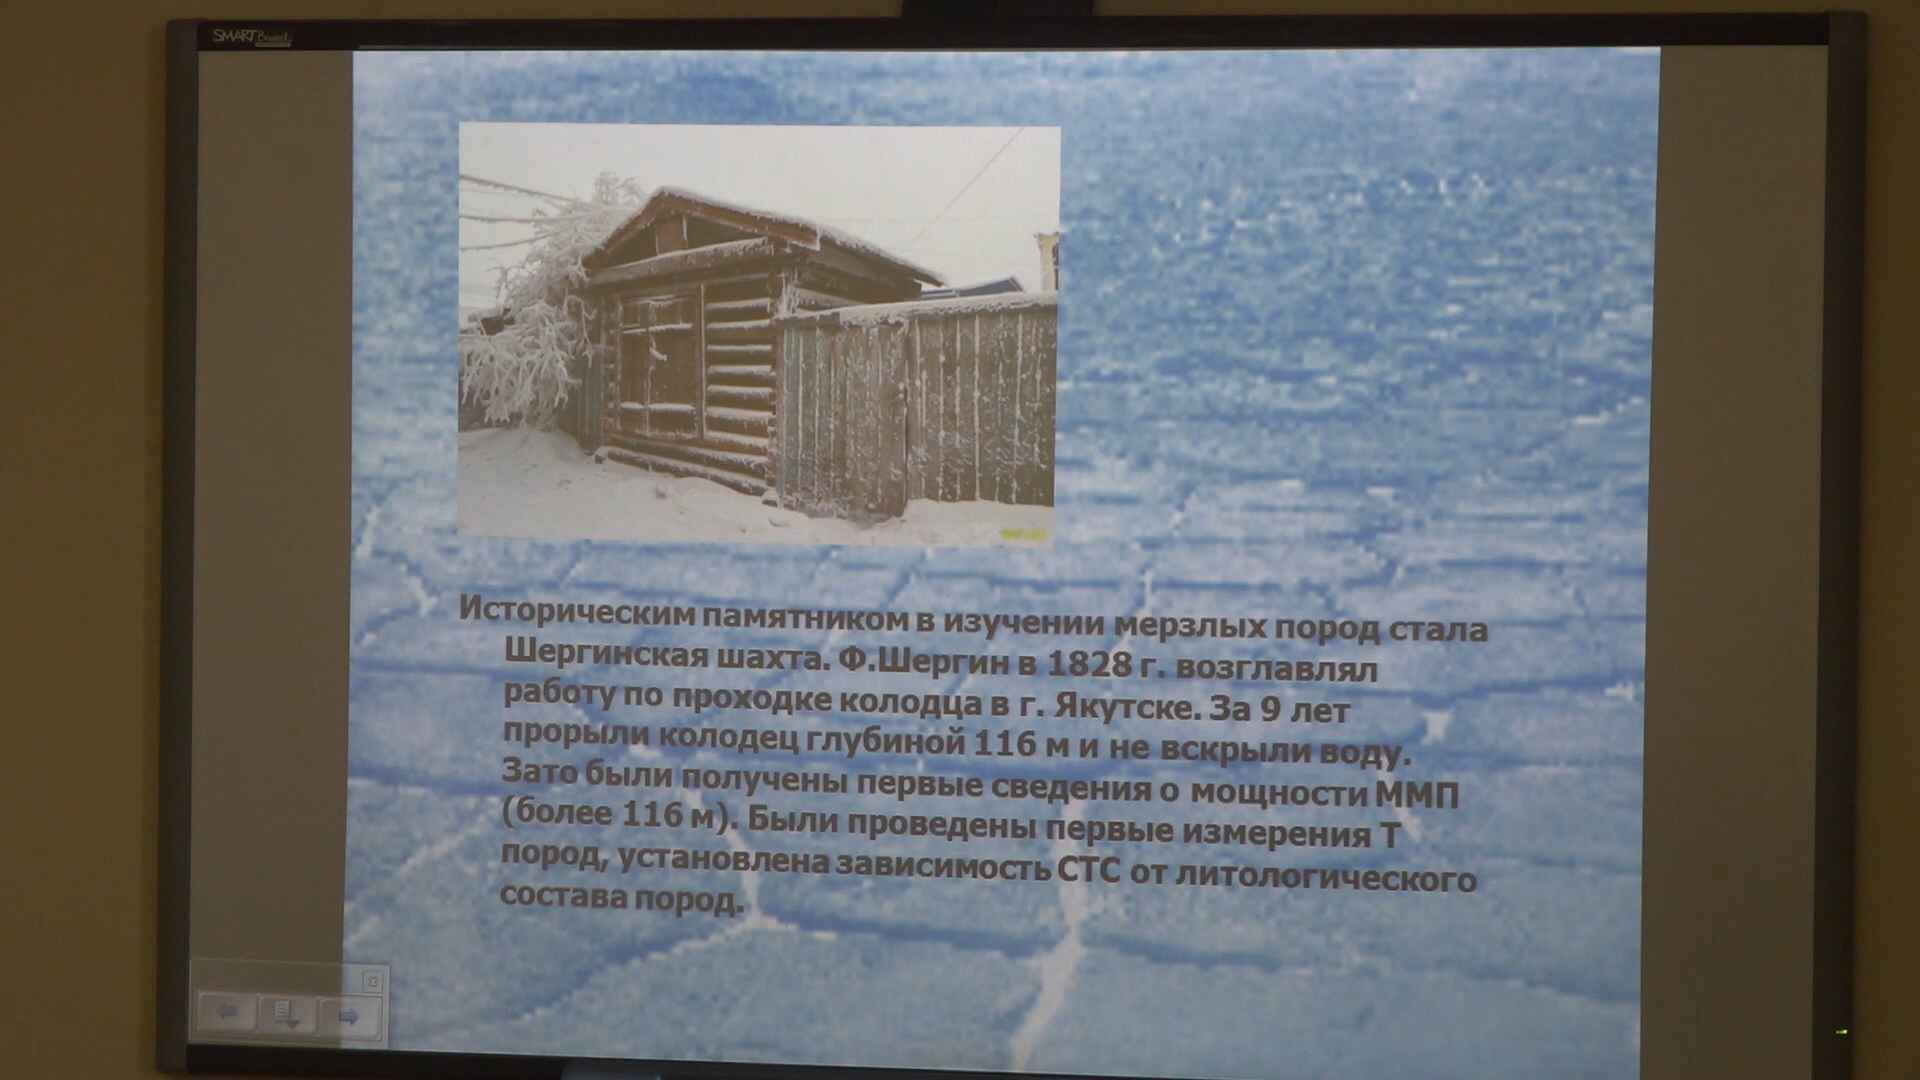 SMART Board
Историческим памятником в изучении мерзлых пород стала
Шергинская шахта. Ф.Шергин в 1828 г. возглавлял
работу по проходке колодца в г. Якутске. За 9 лет
прорыли колодец глубиной 116 м и не вскрыли воду.
Зато были получены первые сведения о мощности ММП
(более 116 м). Были проведены первые измерения Т
пород, установлена зависимость СТС от литологического
состава пород.